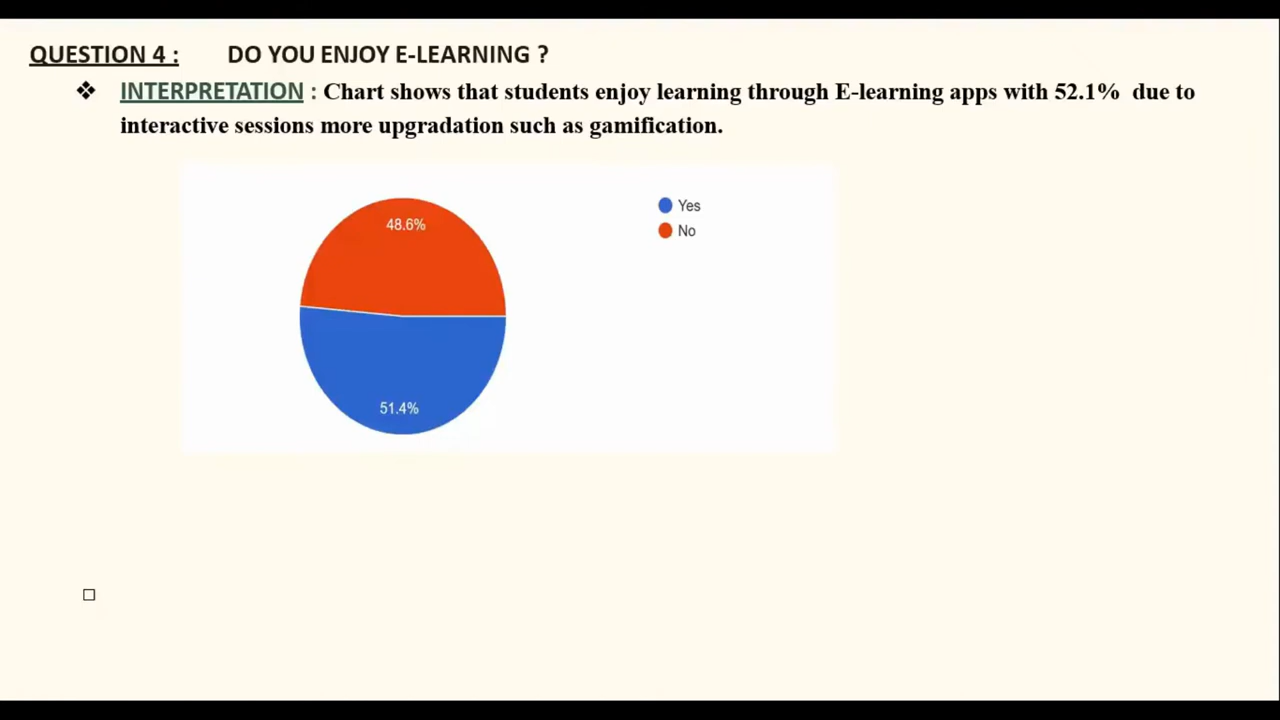 QUESTION 4 : DO YOU ENJOY E-LEARNING ?
❖ INTERPRETATION : Chart shows that students enjoy learning through E-learning apps with 52.1% due to
interactive sessions more upgradation such as gamification.
48.6%
51.4%
Yes
No